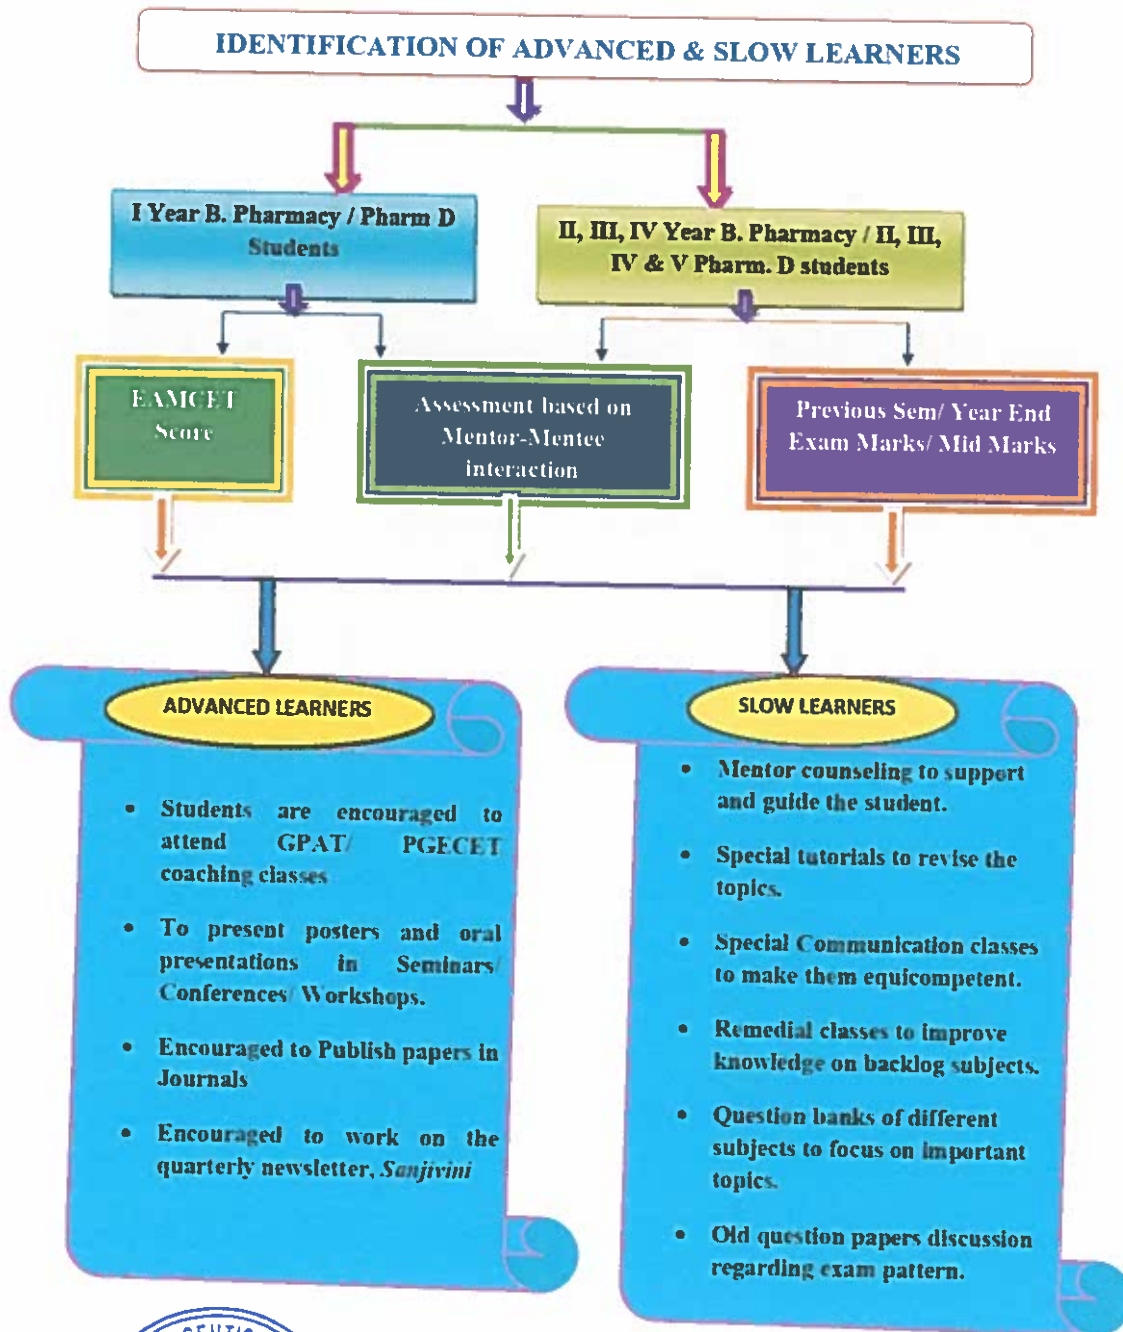 IDENTIFICATION OF ADVANCED & SLOW LEARNERS
I Year B. Pharmacy / Pharm D
Students
II, III, IV Year B. Pharmacy / II, III,
IV & V Pharm. D students
EAMCET
Score
Assessment based on
Mentor-Mentee
interaction
Previous Sem/ Year End
Exam Marks/ Mid Marks
ADVANCED LEARNERS
• Students are encouraged to
attend GPAT/ PGECET
coaching classes
• To present posters and oral
presentations in Seminars/
Conferences/ Workshops.
• Encouraged to Publish papers in
Journals
• Encouraged to work on the
quarterly newsletter, Sanjivini
SLOW LEARNERS
• Mentor counseling to support
and guide the student.
• Special tutorials to revise the
topics.
• Special Communication classes
to make them equicompetent.
• Remedial classes to improve
knowledge on backlog subjects.
• Question banks of different
subjects to focus on important
topics.
• Old question papers discussion
regarding exam pattern.